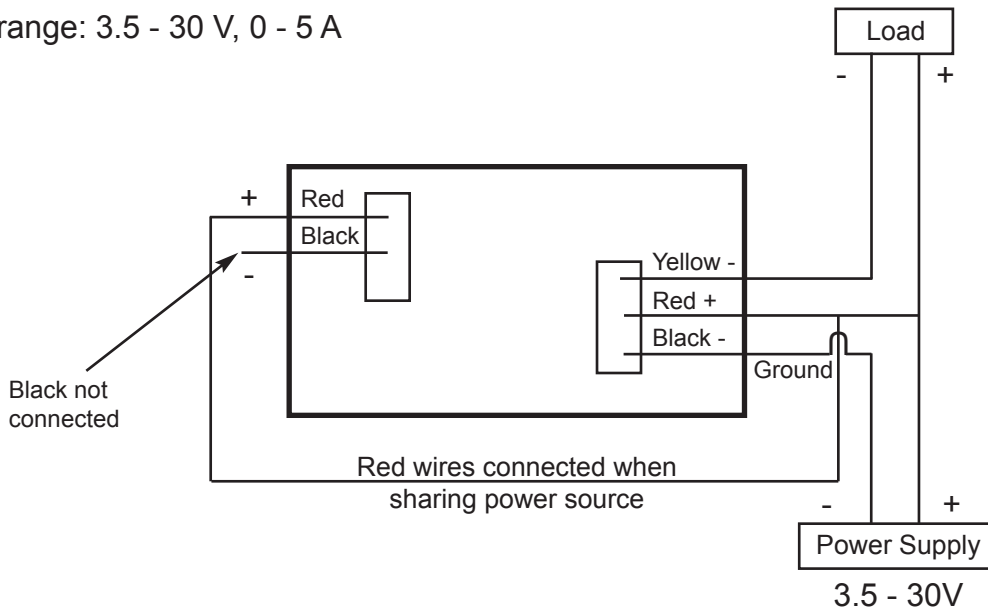 range: 3.5 - 30 V, 0 - 5 A
Load
- +
+ Red
Black
-
Yellow -
Red +
Black -
Ground
Black not
connected
Red wires connected when
sharing power source
- +
Power Supply
3.5 - 30V